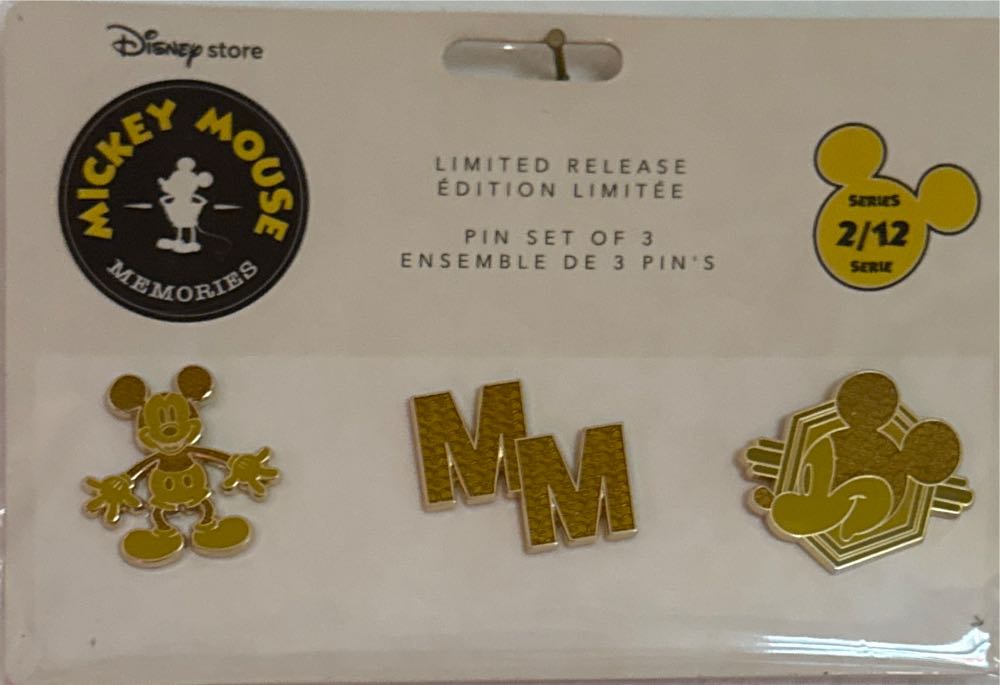 Disney store
MICKEY MOUSE
MEMORIES
LIMITED RELEASE
ÉDITION LIMITÉE
PIN SET OF 3
ENSEMBLE DE 3 PIN'S
SERIES
2/12
SERIE
MM